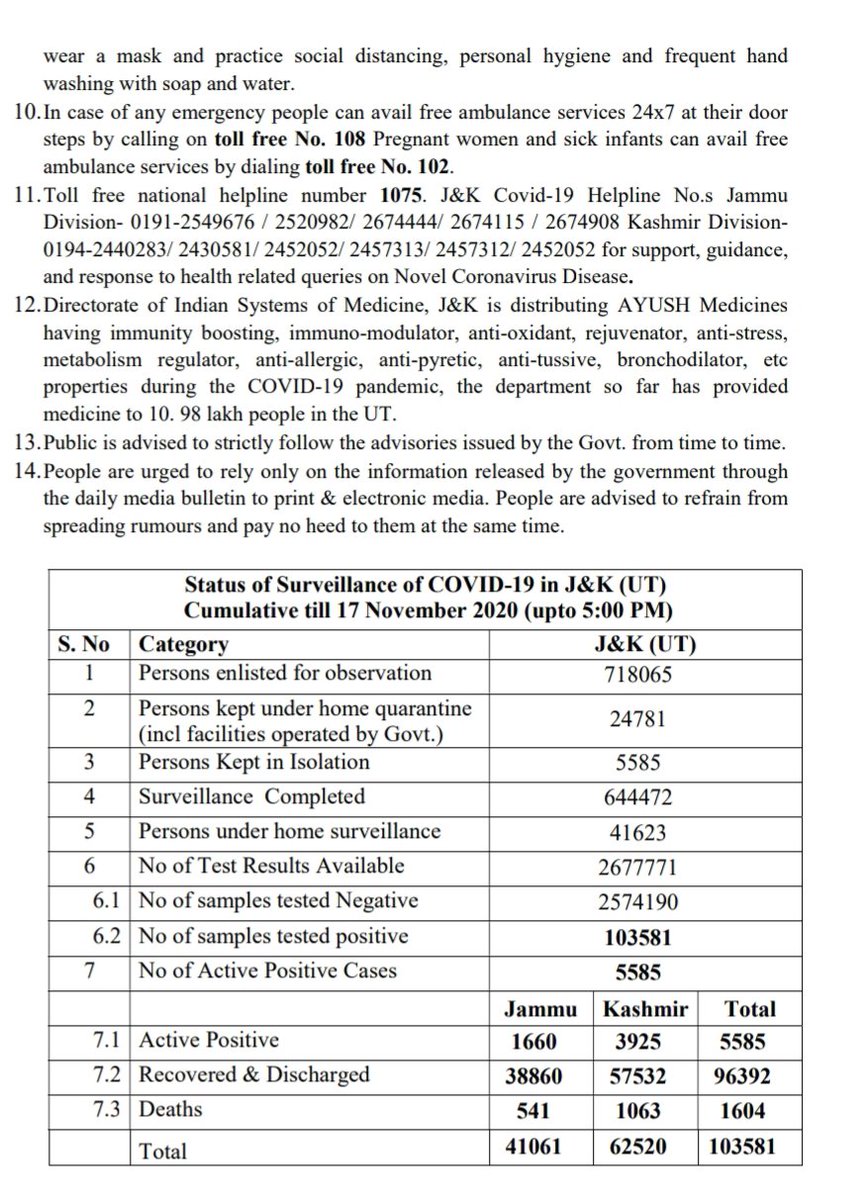 wear a mask and practice social distancing, personal hygiene and frequent hand
washing with soap and water.
10.In case of any emergency people can avail free ambulance services 24x7 at their door
steps by calling on toll free No. 108 Pregnant women and sick infants can avail free
ambulance services by dialing toll free No. 102.
11.Toll free national helpline number 1075. J&K Covid-19 Helpline No.s Jammu
Division- 0191-2549676 / 2520982/ 2674444/ 2674115 / 2674908 Kashmir Division-
0194-2440283/ 2430581/ 2452052/ 2457313/ 2457312/ 2452052 for support, guidance,
and response to health related queries on Novel Coronavirus Disease.
12.Directorate of Indian Systems of Medicine, J&K is distributing AYUSH Medicines
having immunity boosting, immuno-modulator, anti-oxidant, rejuvenator, anti-stress,
metabolism regulator, anti-allergic, anti-pyretic, anti-tussive, bronchodilator, etc
properties during the COVID-19 pandemic, the department so far has provided
medicine to 10. 98 lakh people in the UT.
13.Public is advised to strictly follow the advisories issued by the Govt. from time to time.
14.People are urged to rely only on the information released by the government through
the daily media bulletin to print & electronic media. People are advised to refrain from
spreading rumours and pay no heed to them at the same time.
Status of Surveillance of COVID-19 in J&K (UT)
Cumulative till 17 November 2020 (upto 5:00 PM)
S. No Category J&K (UT)
1 Persons enlisted for observation 718065
2 Persons kept under home quarantine
(incl facilities operated by Govt.) 24781
3 Persons Kept in Isolation 5585
4 Surveillance Completed 644472
5 Persons under home surveillance 41623
6 No of Test Results Available 2677771
6.1 No of samples tested Negative 2574190
6.2 No of samples tested positive 103581
7 No of Active Positive Cases 5585
Jammu Kashmir Total
7.1 Active Positive 1660 3925 5585
7.2 Recovered & Discharged 38860 57532 96392
7.3 Deaths 541 1063 1604
Total 41061 62520 103581